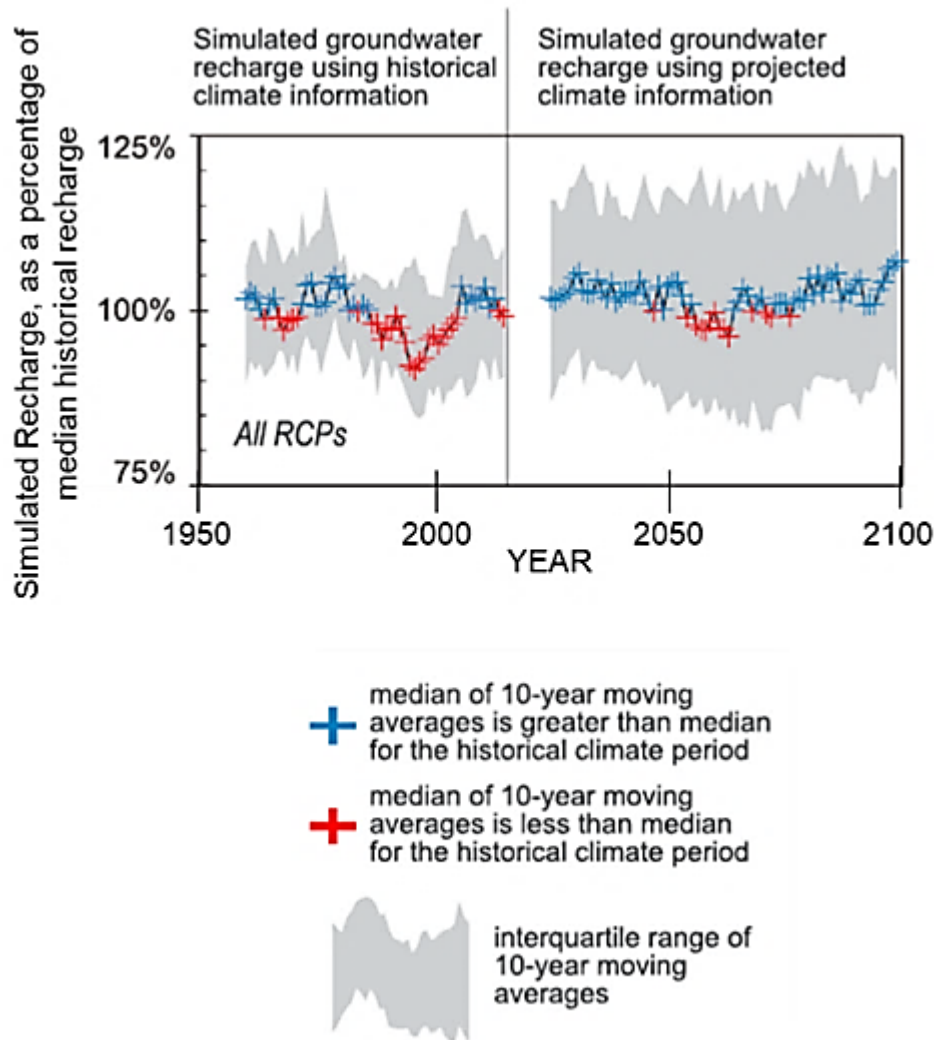 Simulated Recharge, as a percentage of
median historical recharge
Simulated groundwater
recharge using historical
climate information
Simulated groundwater
recharge using projected
climate information
125%
100%
75%
All RCPs
1950
2000
2050
2100
YEAR
median of 10-year moving
averages is greater than median
for the historical climate period
median of 10-year moving
averages is less than median
for the historical climate period
interquartile range of
10-year moving
averages